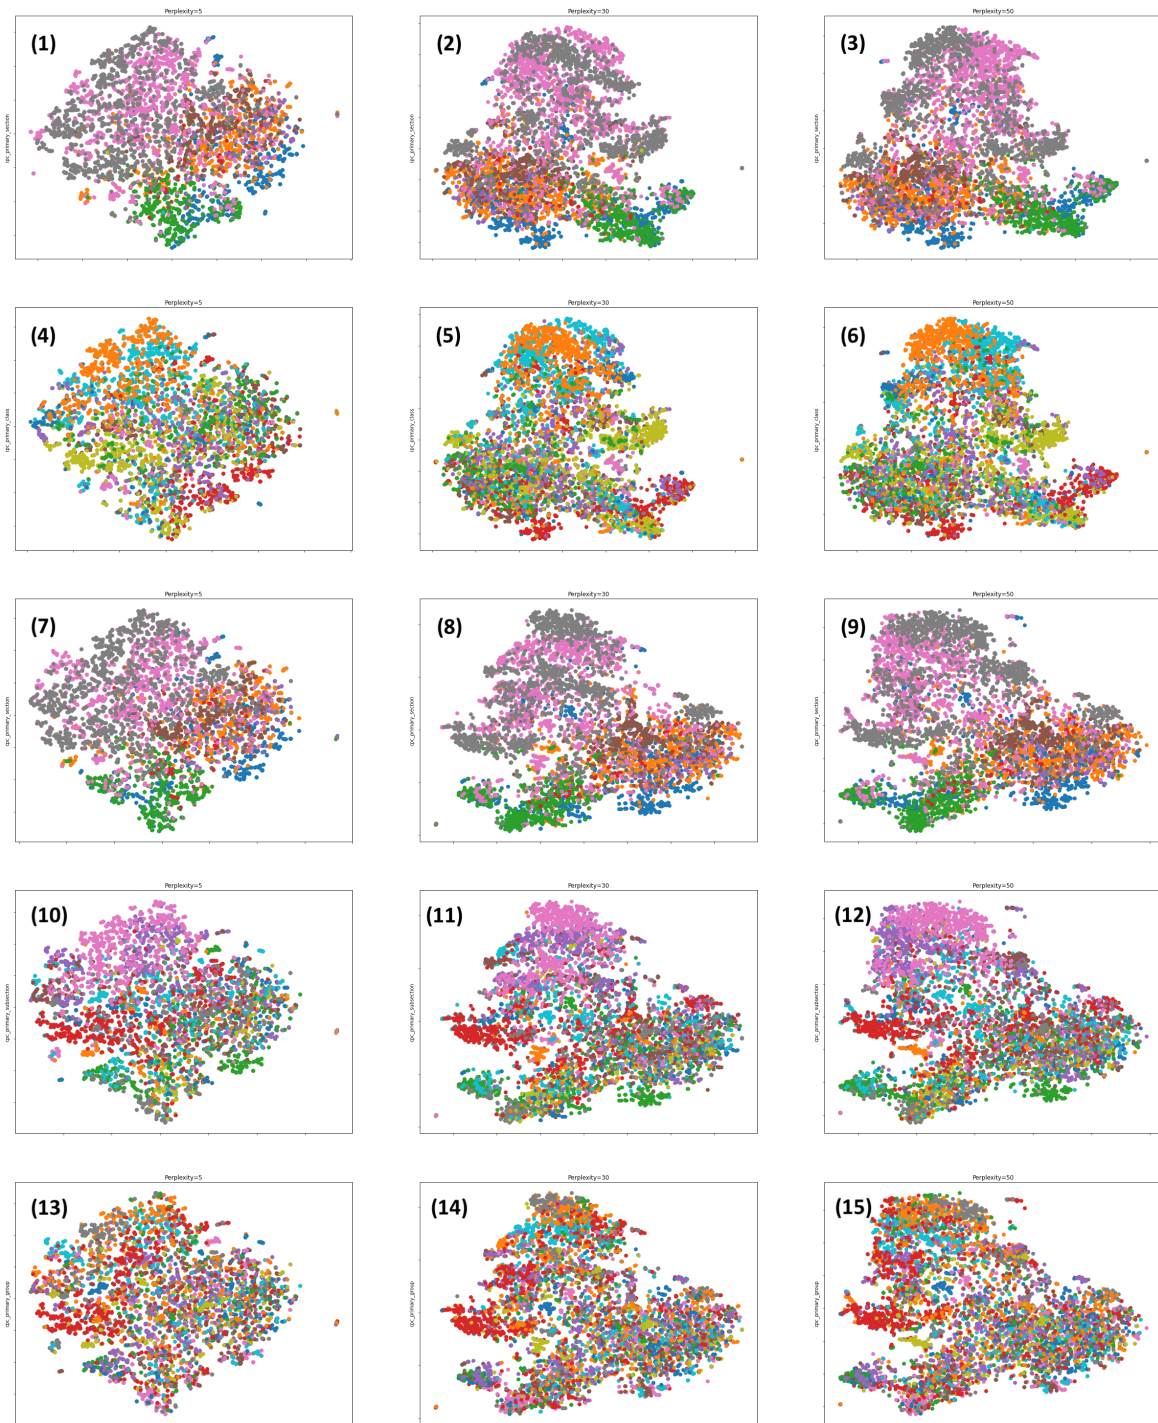 Perplexity=5
Perplexity=30
Perplexity=50
(1)
(2)
(3)
cpc_primary_section
cpc_primary_section
cpc_primary_section
Perplexity=5
Perplexity=30
Perplexity=50
(4)
(5)
(6)
cpc_primary_class
cpc_primary_class
cpc_primary_class
Perplexity=5
Perplexity=30
Perplexity=50
(7)
(8)
(9)
cpc_primary_section
cpc_primary_section
cpc_primary_section
Perplexity=5
Perplexity=30
Perplexity=50
(10)
(11)
(12)
cpc_primary_subsection
cpc_primary_subsection
cpc_primary_subsection
Perplexity=5
Perplexity=30
Perplexity=50
(13)
(14)
(15)
cpc_primary_group
cpc_primary_group
cpc_primary_group